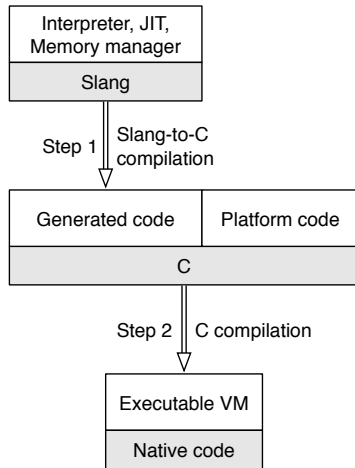 Interpreter, JIT,
Memory manager
Slang
Step 1
Slang-to-C
compilation
Generated code
Platform code
C
Step 2
C compilation
Executable VM
Native code